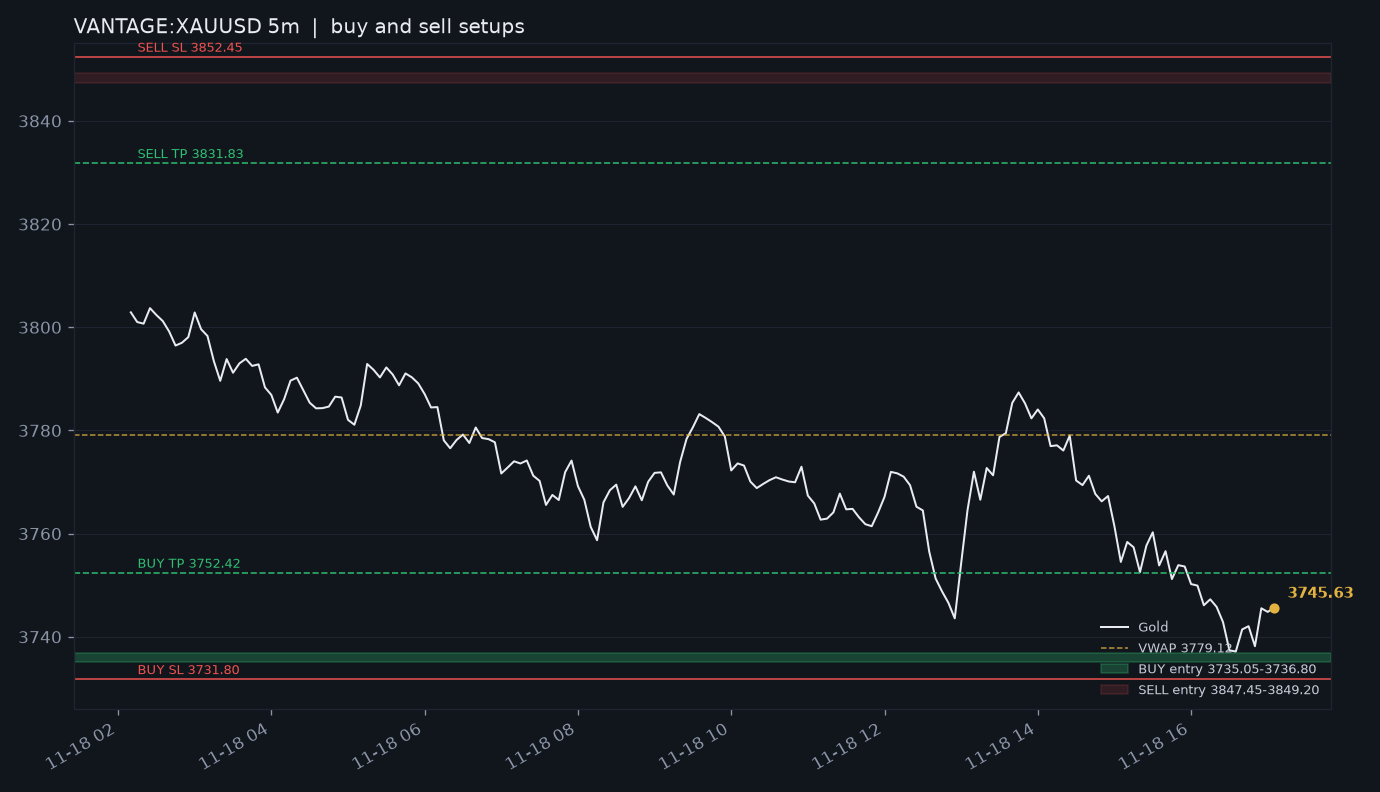 VANTAGE:XAUUSD 5m | buy and sell setups
SELL SL 3852.45
3840
SELL TP 3831.83
3820
3800
3780
3760
BUY TP 3752.42
3745.63
3740
Gold
VWAP 3779.12
BUY entry 3735.05-3736.80
BUY SL 3731.80
SELL entry 3847.45-3849.20
11-18 02
11-18 04
11-18 06
11-18 08
11-18 10
11-18 12
11-18 14
11-18 16